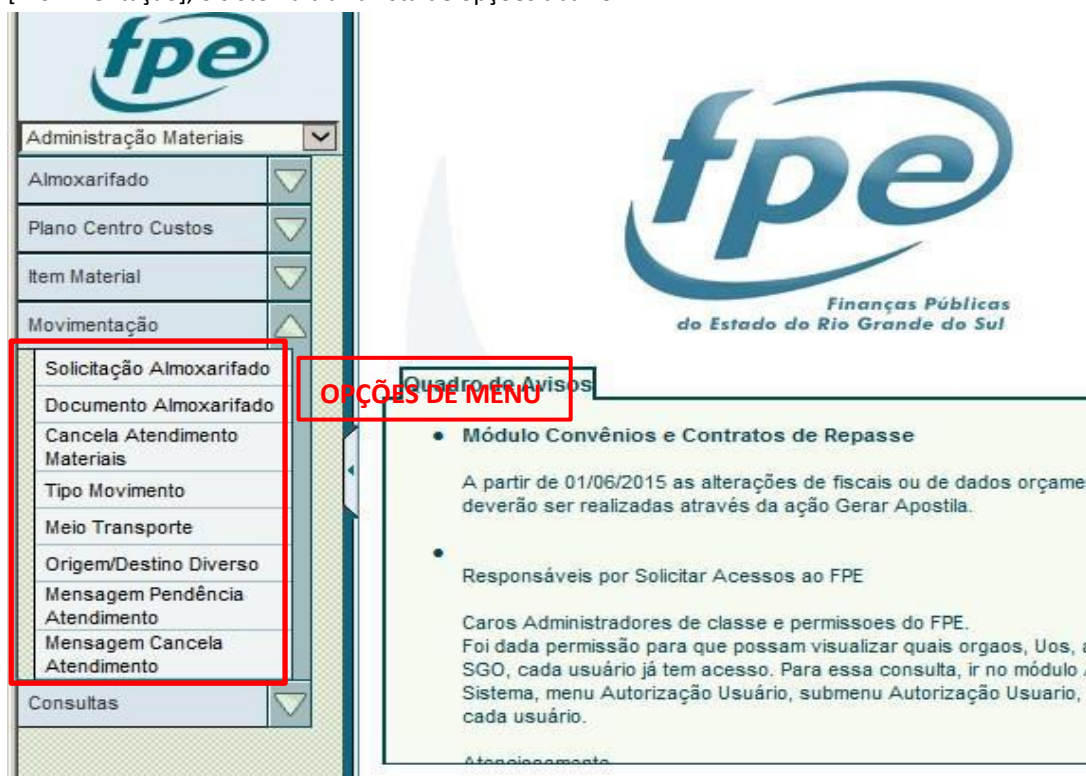 fpe
Administração Materiais
Almoxarifado
Plano Centro Custos
Item Material
Movimentação
Solicitação Almoxarifado
Documento Almoxarifado
Cancela Atendimento
Materiais
Tipo Movimento
Meio Transporte
Origem/Destino Diverso
Mensagem Pendência
Atendimento
Mensagem Cancela
Atendimento
Consultas
fpe
Finanças Públicas
do Estado do Rio Grande do Sul
OPÇÕES DE MENU
Quadro de Avisos
• Módulo Convênios e Contratos de Repasse
A partir de 01/06/2015 as alterações de fiscais ou de dados orçame
deverão ser realizadas através da ação Gerar Apostila.
•
Responsáveis por Solicitar Acessos ao FPE
Caros Administradores de classe e permissoes do FPE.
Foi dada permissão para que possam visualizar quais orgaos, Uos, a
SGO, cada usuário já tem acesso. Para essa consulta, ir no módulo
Sistema, menu Autorização Usuário, submenu Autorização Usuario,
cada usuário.